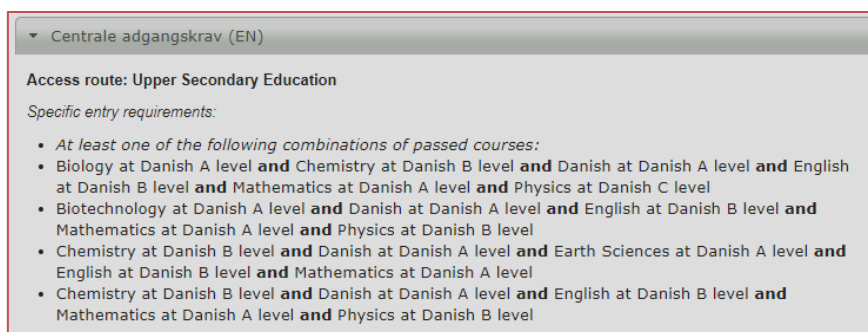 Centrale adgangskrav (EN)
Access route: Upper Secondary Education
Specific entry requirements:
• At least one of the following combinations of passed courses:
• Biology at Danish A level and Chemistry at Danish B level and Danish at Danish A level and English
at Danish B level and Mathematics at Danish A level and Physics at Danish C level
• Biotechnology at Danish A level and Danish at Danish A level and English at Danish B level and
Mathematics at Danish A level and Physics at Danish B level
• Chemistry at Danish B level and Danish at Danish A level and Earth Sciences at Danish A level and
English at Danish B level and Mathematics at Danish A level
• Chemistry at Danish B level and Danish at Danish A level and English at Danish B level and
Mathematics at Danish A level and Physics at Danish B level